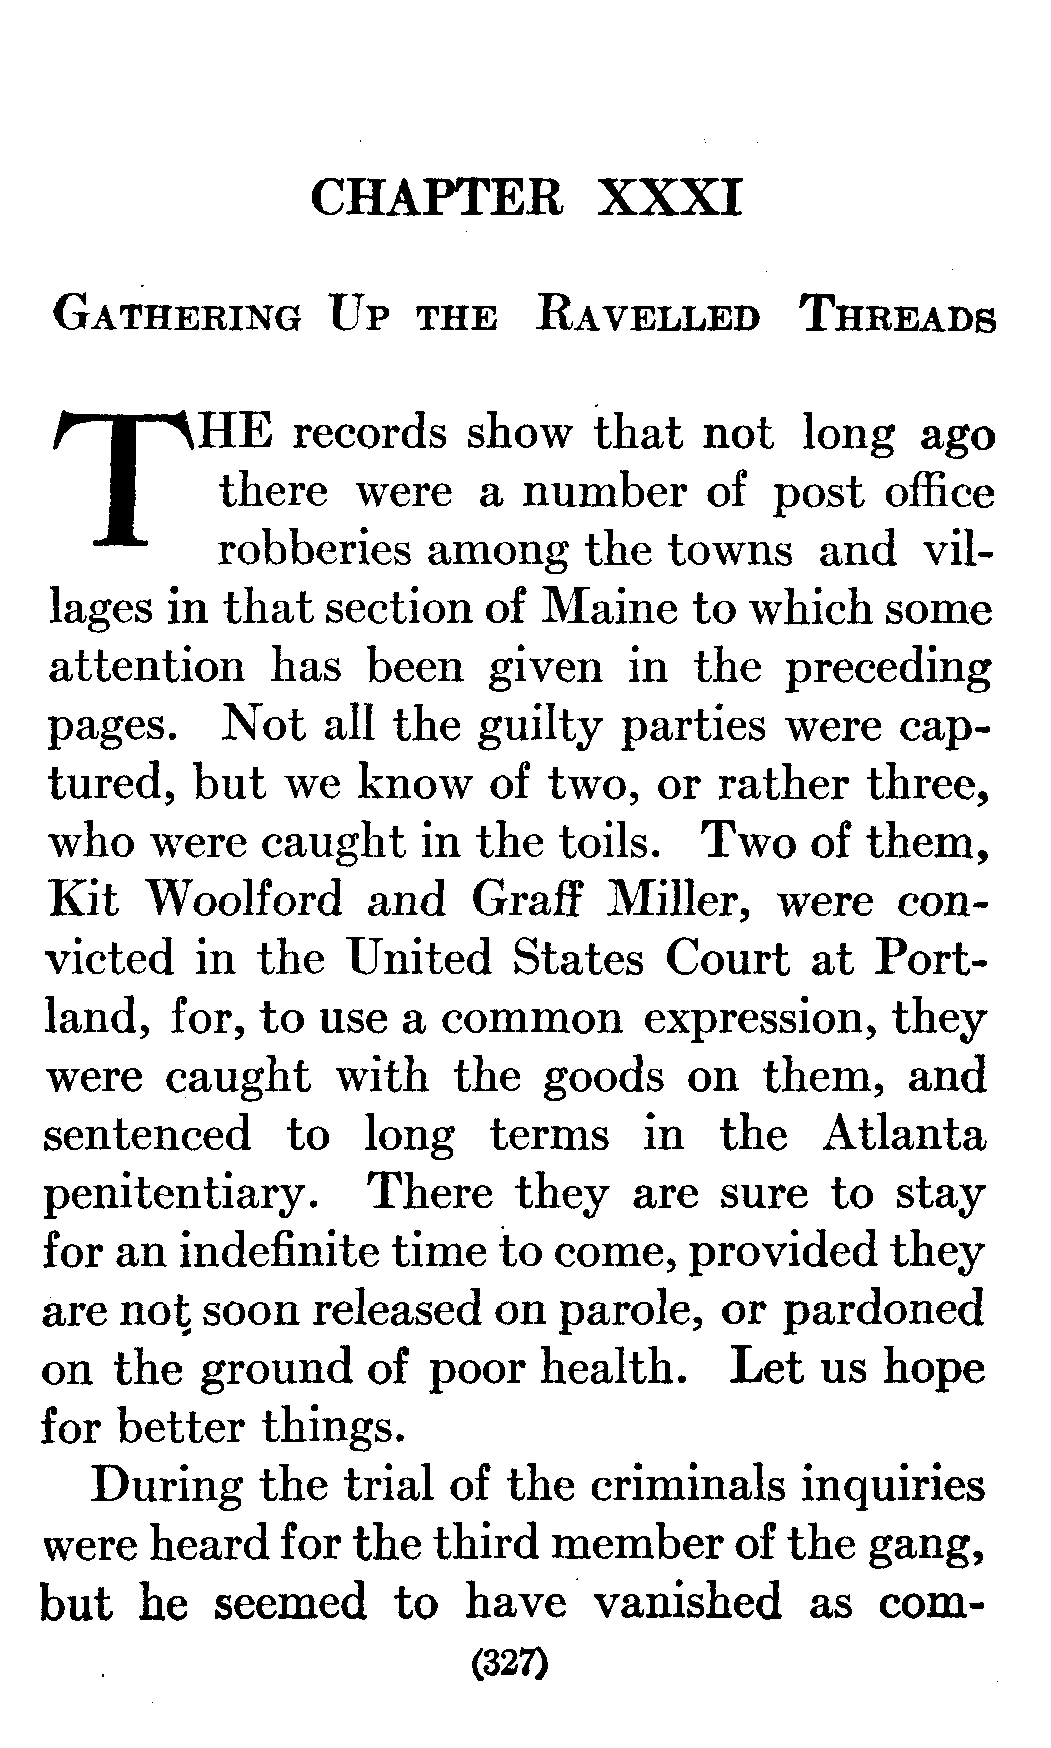 CHAPTER XXXI
GATHERING UP THE RAVELLED THREADS
THE records show that not long ago
there were a number of post office
robberies among the towns and vil-
lages in that section of Maine to which some
attention has been given in the preceding
pages. Not all the guilty parties were cap-
tured, but we know of two, or rather three,
who were caught in the toils. Two of them,
Kit Woolford and Graff Miller, were con-
victed in the United States Court at Port-
land, for, to use a common expression, they
were caught with the goods on them, and
sentenced to long terms in the Atlanta
penitentiary. There they are sure to stay
for an indefinite time to come, provided they
are not soon released on parole, or pardoned
on the ground of poor health. Let us hope
for better things.
During the trial of the criminals inquiries
were heard for the third member of the gang,
but he seemed to have vanished as com-
(327)